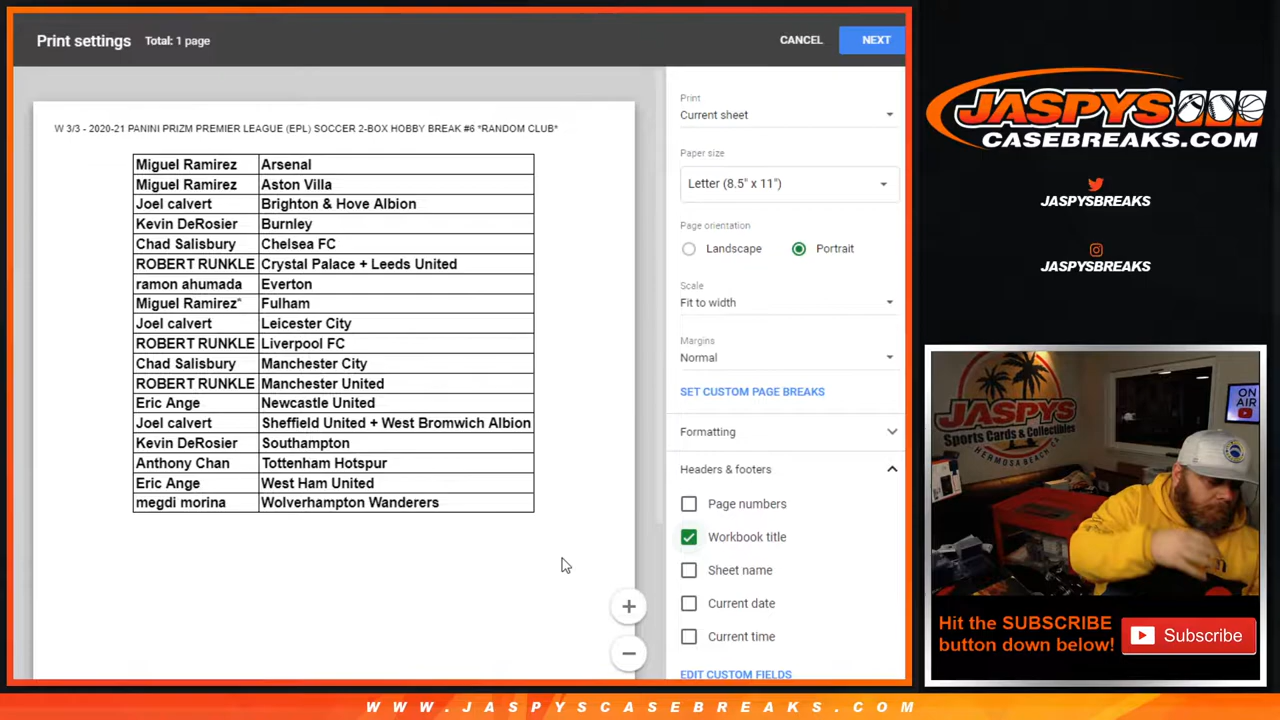 Print settings
Total: 1 page
CANCEL
NEXT
W 3/3 - 2020-21 PANINI PRIZM PREMIER LEAGUE (EPL) SOCCER 2-BOX HOBBY BREAK #6 *RANDOM CLUB*
Miguel Ramirez Arsenal
Miguel Ramirez Aston Villa
Joel calvert Brighton & Hove Albion
Kevin DeRosier Burnley
Chad Salisbury Chelsea FC
ROBERT RUNKLE Crystal Palace + Leeds United
ramon ahumada Everton
Miguel Ramirez* Fulham
Joel calvert Leicester City
ROBERT RUNKLE Liverpool FC
Chad Salisbury Manchester City
ROBERT RUNKLE Manchester United
Eric Ange Newcastle United
Joel calvert Sheffield United + West Bromwich Albion
Kevin DeRosier Southampton
Anthony Chan Tottenham Hotspur
Eric Ange West Ham United
megdi morina Wolverhampton Wanderers
Print
Current sheet
Paper size
Letter (8.5" x 11")
Page orientation
Landscape Portrait
Scale
Fit to width
Margins
Normal
SET CUSTOM PAGE BREAKS
Formatting
Headers & footers
Page numbers
Workbook title
Sheet name
Current date
Current time
EDIT CUSTOM FIELDS
JASPYS
CASEBREAKS.COM
JASPYSBREAKS
JASPYSBREAKS
JASPYS
Sports Cards & Collectibles
HERMOSA BEACH, CA
ON
AIR
Hit the SUBSCRIBE
button down below!
Subscribe
WWW.JASPYSCASEBREAKS.COM